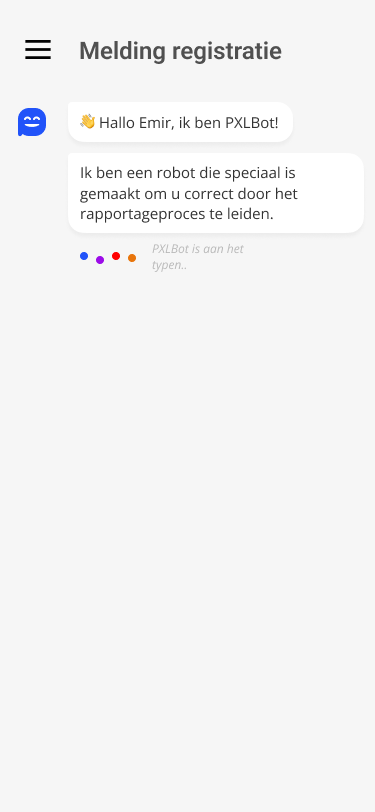 Melding registratie
👋 Hallo Emir, ik ben PXLBot!
Ik ben een robot die speciaal is
gemaakt om u correct door het
rapportageproces te leiden.
PXLBot is aan het
typen..